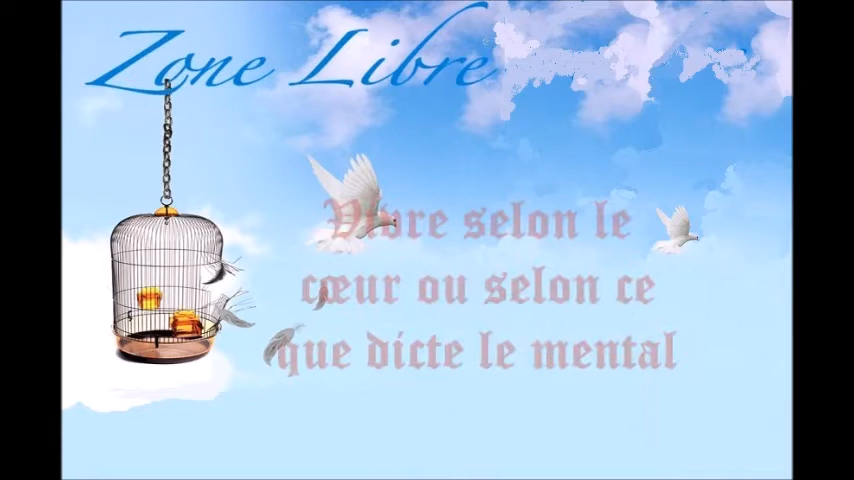 Zone Libre
Vivre selon le
cœur ou selon ce
que dicte le mental